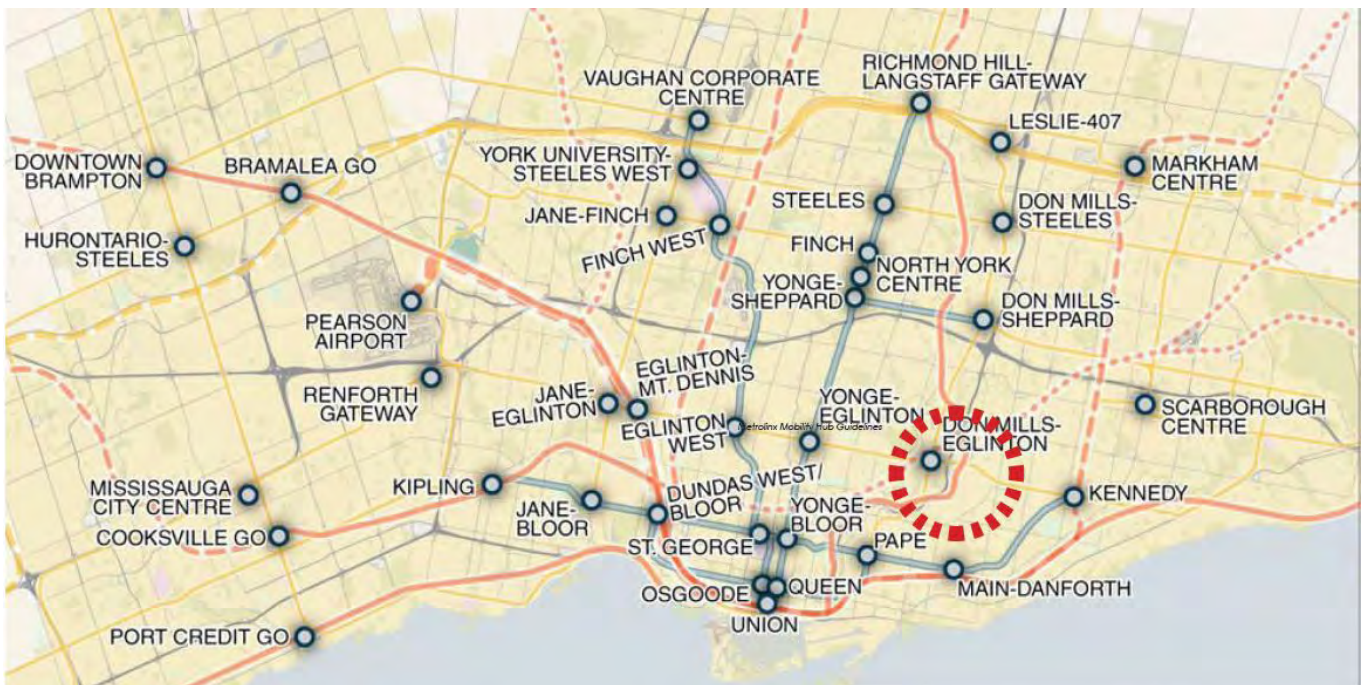 VAUGHAN CORPORATE
CENTRE
RICHMOND HILL-
LANGSTAFF GATEWAY
LESLIE-407
DOWNTOWN
BRAMPTON
BRAMALEA GO
YORK UNIVERSITY-
STEELES WEST
MARKHAM
CENTRE
JANE-FINCH
STEELES
DON MILLS-
STEELES
HURONTARIO-
STEELES
FINCH WEST
FINCH
NORTH YORK
CENTRE
YONGE-
SHEPPARD
DON MILLS-
SHEPPARD
PEARSON
AIRPORT
RENFORTH
GATEWAY
JANE-
EGLINTON
EGLINTON-
MT. DENNIS
EGLINTON
WEST
YONGE-
EGLINTON
Metrolinx Mobility Hub Guidelines
DON MILLS-
EGLINTON
SCARBOROUGH
CENTRE
MISSISSAUGA
CITY CENTRE
COOKSVILLE GO
KIPLING
JANE-
BLOOR
DUNDAS WEST/
BLOOR
ST. GEORGE
YONGE-
BLOOR
PAPE
KENNEDY
MAIN-DANFORTH
OSGOODE
QUEEN
UNION
PORT CREDIT GO